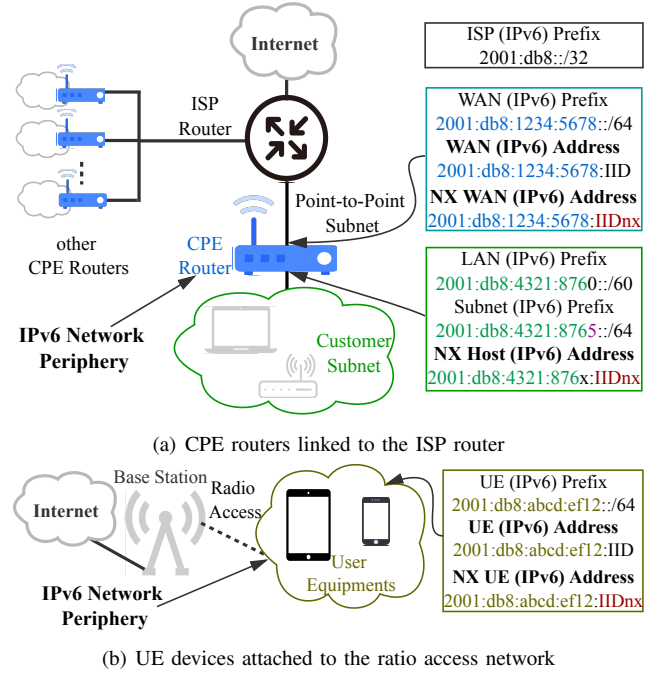 Internet
ISP
Router
other
CPE Routers
CPE
Router
Point-to-Point
Subnet
IPv6 Network
Periphery
Customer
Subnet
ISP (IPv6) Prefix
2001:db8::/32
WAN (IPv6) Prefix
2001:db8:1234:5678::/64
WAN (IPv6) Address
2001:db8:1234:5678:IID
NX WAN (IPv6) Address
2001:db8:1234:5678:IIDnx
LAN (IPv6) Prefix
2001:db8:4321:8760::/60
Subnet (IPv6) Prefix
2001:db8:4321:8765::/64
NX Host (IPv6) Address
2001:db8:4321:876x:IIDnx
(a) CPE routers linked to the ISP router
Internet
Base Station
Radio
Access
IPv6 Network
Periphery
User
Equipments
UE (IPv6) Prefix
2001:db8:abcd:ef12::/64
UE (IPv6) Address
2001:db8:abcd:ef12:IID
NX UE (IPv6) Address
2001:db8:abcd:ef12:IIDnx
(b) UE devices attached to the ratio access network